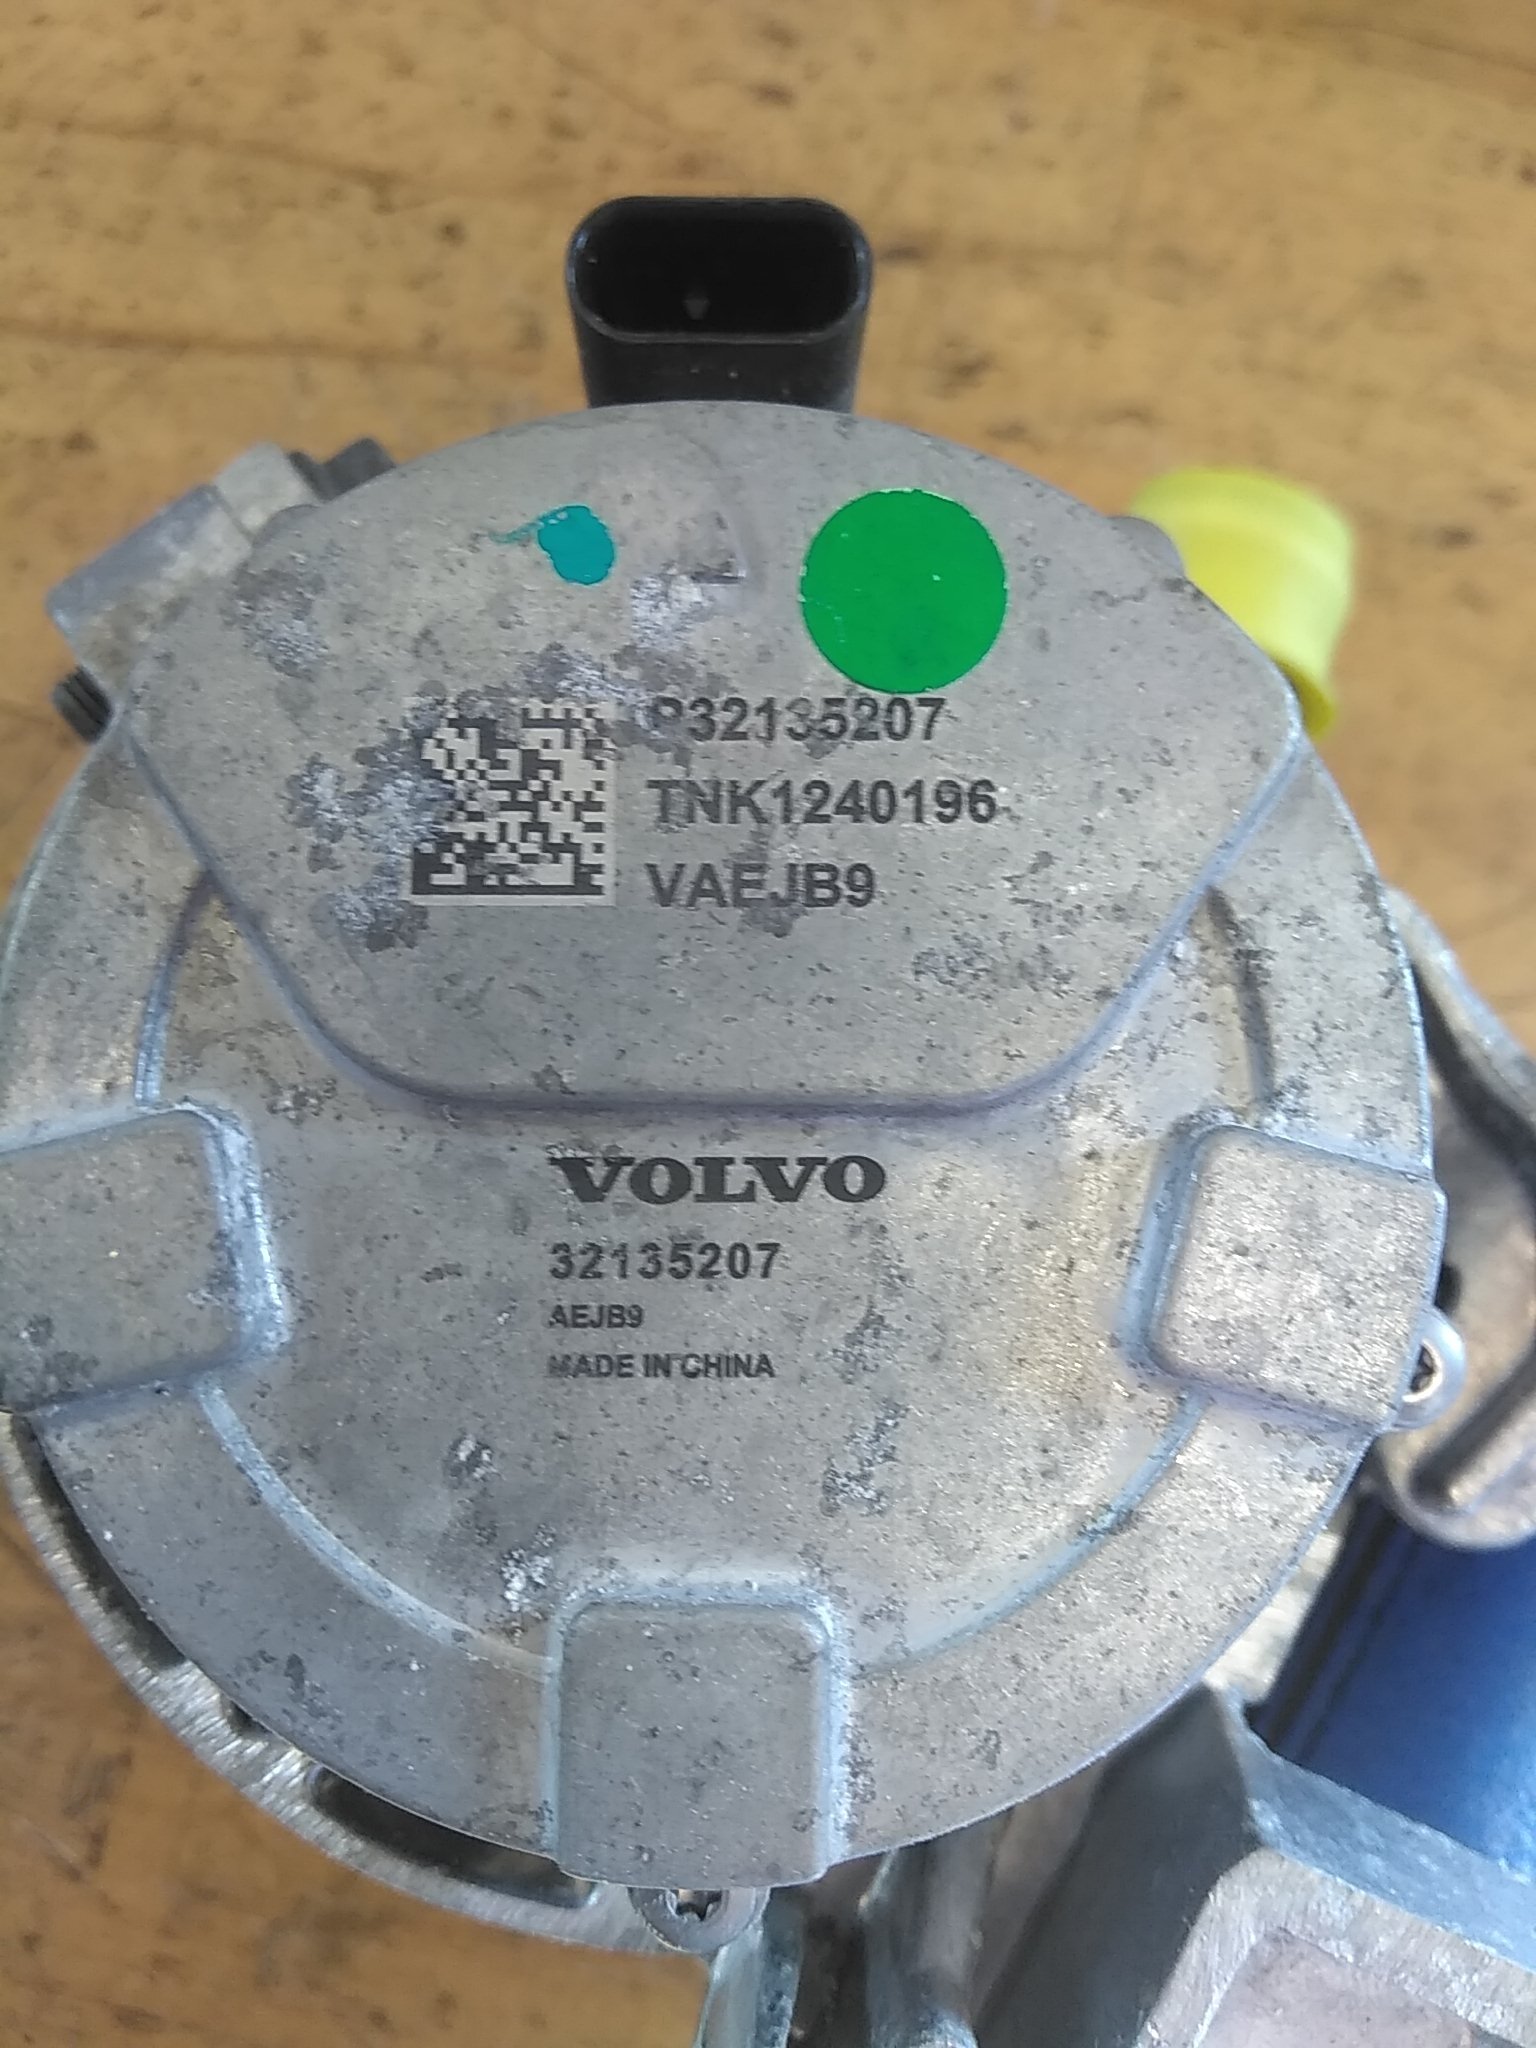 P32135207
TNK1240196
VAEJB9
VOLVO
32135207
AEJB9
MADE IN CHINA